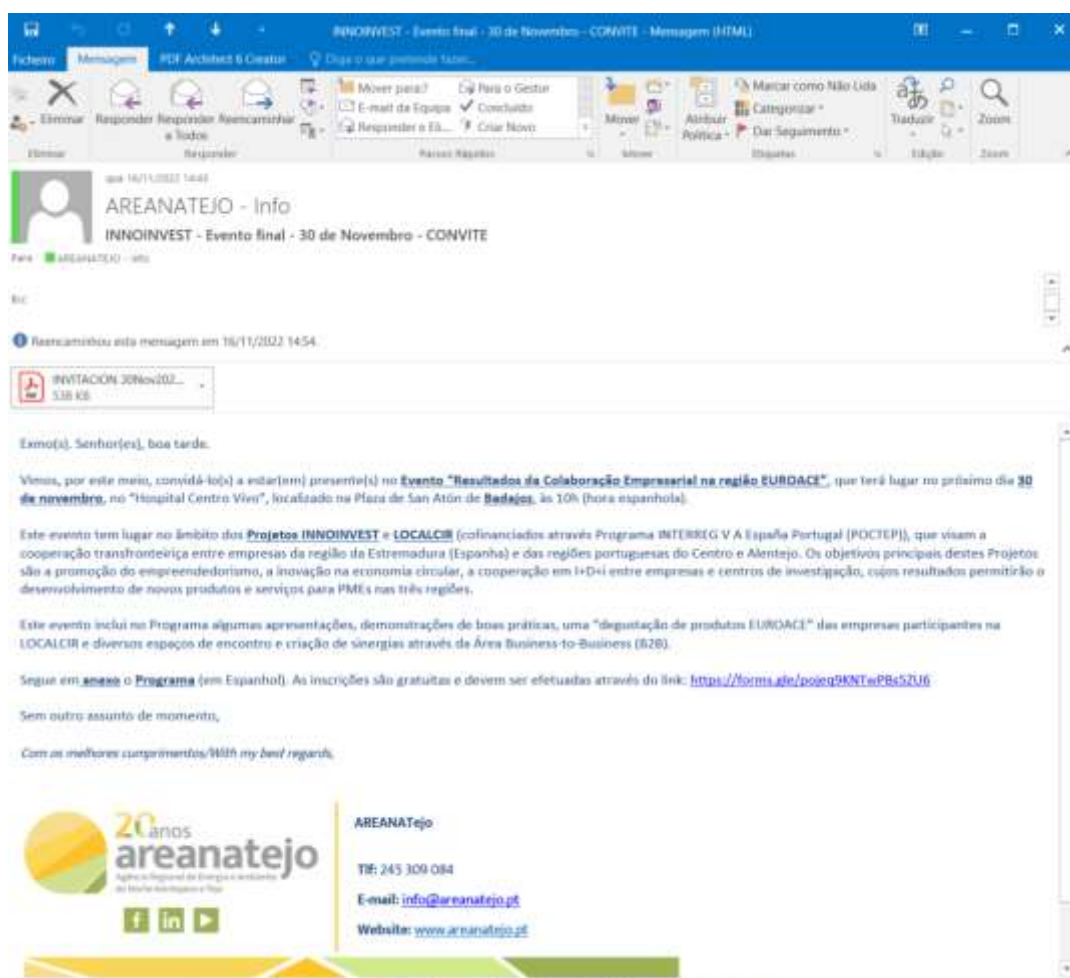 INNOINVEST - Evento final - 30 de Novembro - CONVITE - Mensagem (HTML)
Ficheiro Mensagem PDF Architect 6 Creator Diga o que pretende fazer...
Mover para: ? Para o Gestor Marcar como Não Lida
Eliminar Responder Responder a Todos Reencaminhar E-mail da Equipa Concluído Mover Atribuir Política Categorizar Traduzir Zoom
Responder e Eli... Criar Novo Dar Seguimento
Eliminar Responder Passos Rápidos Mover Etiquetas Edição Zoom
qua 16/11/2022 14:48
AREANATEJO - Info
INNOINVEST - Evento final - 30 de Novembro - CONVITE
Para AREANATEJO - Info
Bcc
Reencaminhou esta mensagem em 16/11/2022 14:54.
INVITACION 30Nov202...
538 KB
Exmo(s). Senhor(es), boa tarde.
Vimos, por este meio, convidá-lo(s) a estar(em) presente(s) no Evento "Resultados da Colaboração Empresarial na região EUROACE", que terá lugar no próximo dia 30
de novembro, no "Hospital Centro Vivo", localizado na Plaza de San Atón de Badajos, às 10h (hora espanhola).
Este evento tem lugar no âmbito dos Projetos INNOINVEST e LOCALCIR (cofinanciados através Programa INTERREG V A España Portugal (POCTEP)), que visam a
cooperação transfronteiriça entre empresas da região da Estremadura (Espanha) e das regiões portuguesas do Centro e Alentejo. Os objetivos principais destes Projetos
são a promoção do empreendedorismo, a inovação na economia circular, a cooperação em I+D+i entre empresas e centros de investigação, cujos resultados permitirão o
desenvolvimento de novos produtos e serviços para PMEs nas três regiões.
Este evento inclui no Programa algumas apresentações, demonstrações de boas práticas, uma "degustação de produtos EUROACE" das empresas participantes na
LOCALCIR e diversos espaços de encontro e criação de sinergias através da Área Business-to-Business (B2B).
Segue em anexo o Programa (em Espanhol). As inscrições são gratuitas e devem ser efetuadas através do link: https://forms.gle/pojeq9KNTwPBs5ZU6
Sem outro assunto de momento,
Com os melhores cumprimentos/With my best regards,
20 anos
areanatejo
Agência Regional de Energia e Ambiente
do Norte Alentejano e Tejo
AREANATejo
Tlf: 245 309 084
E-mail: info@areanatejo.pt
Website: www.areanatejo.pt